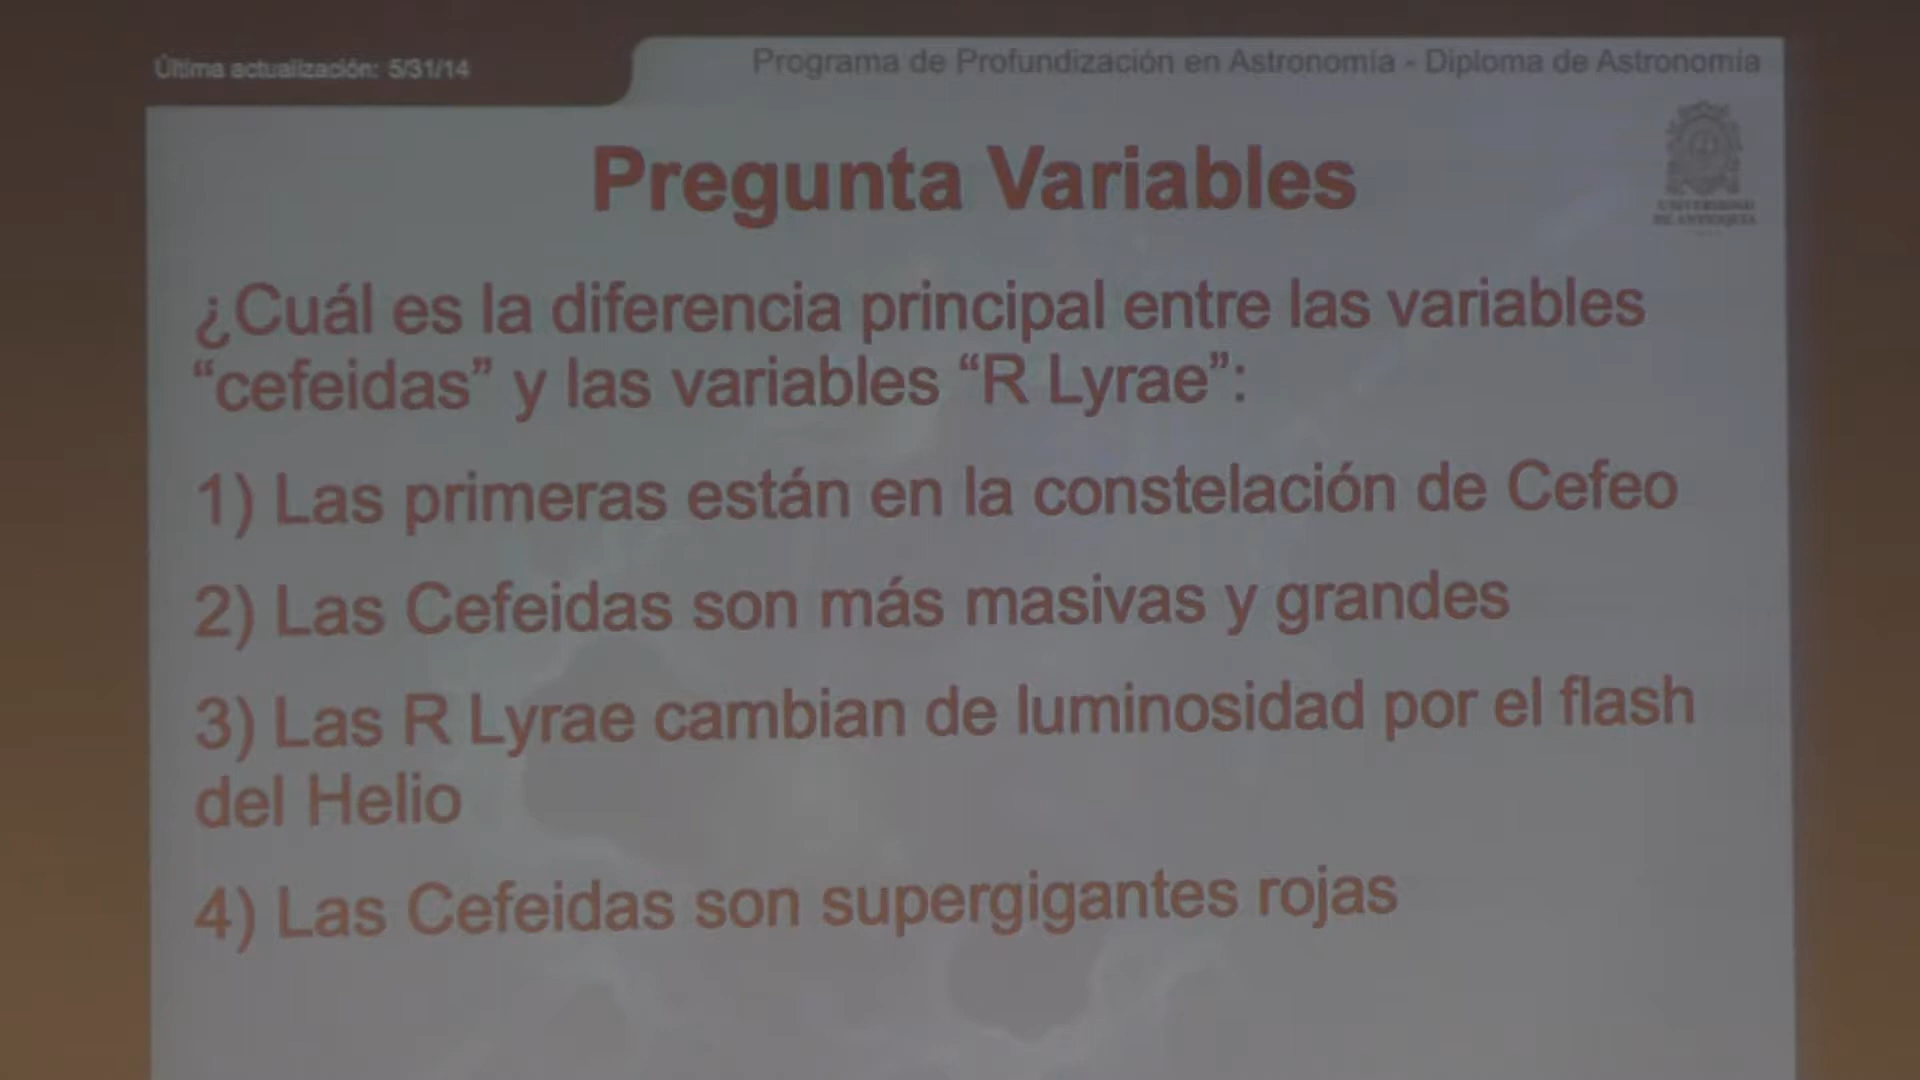 Última actualización: 5/31/14
Programa de Profundización en Astronomía - Diploma de Astronomía
UNIVERSIDAD
DE ANTIOQUIA
Pregunta Variables
¿Cuál es la diferencia principal entre las variables
“cefeidas” y las variables “R Lyrae”:
1) Las primeras están en la constelación de Cefeo
2) Las Cefeidas son más masivas y grandes
3) Las R Lyrae cambian de luminosidad por el flash
del Helio
4) Las Cefeidas son supergigantes rojas